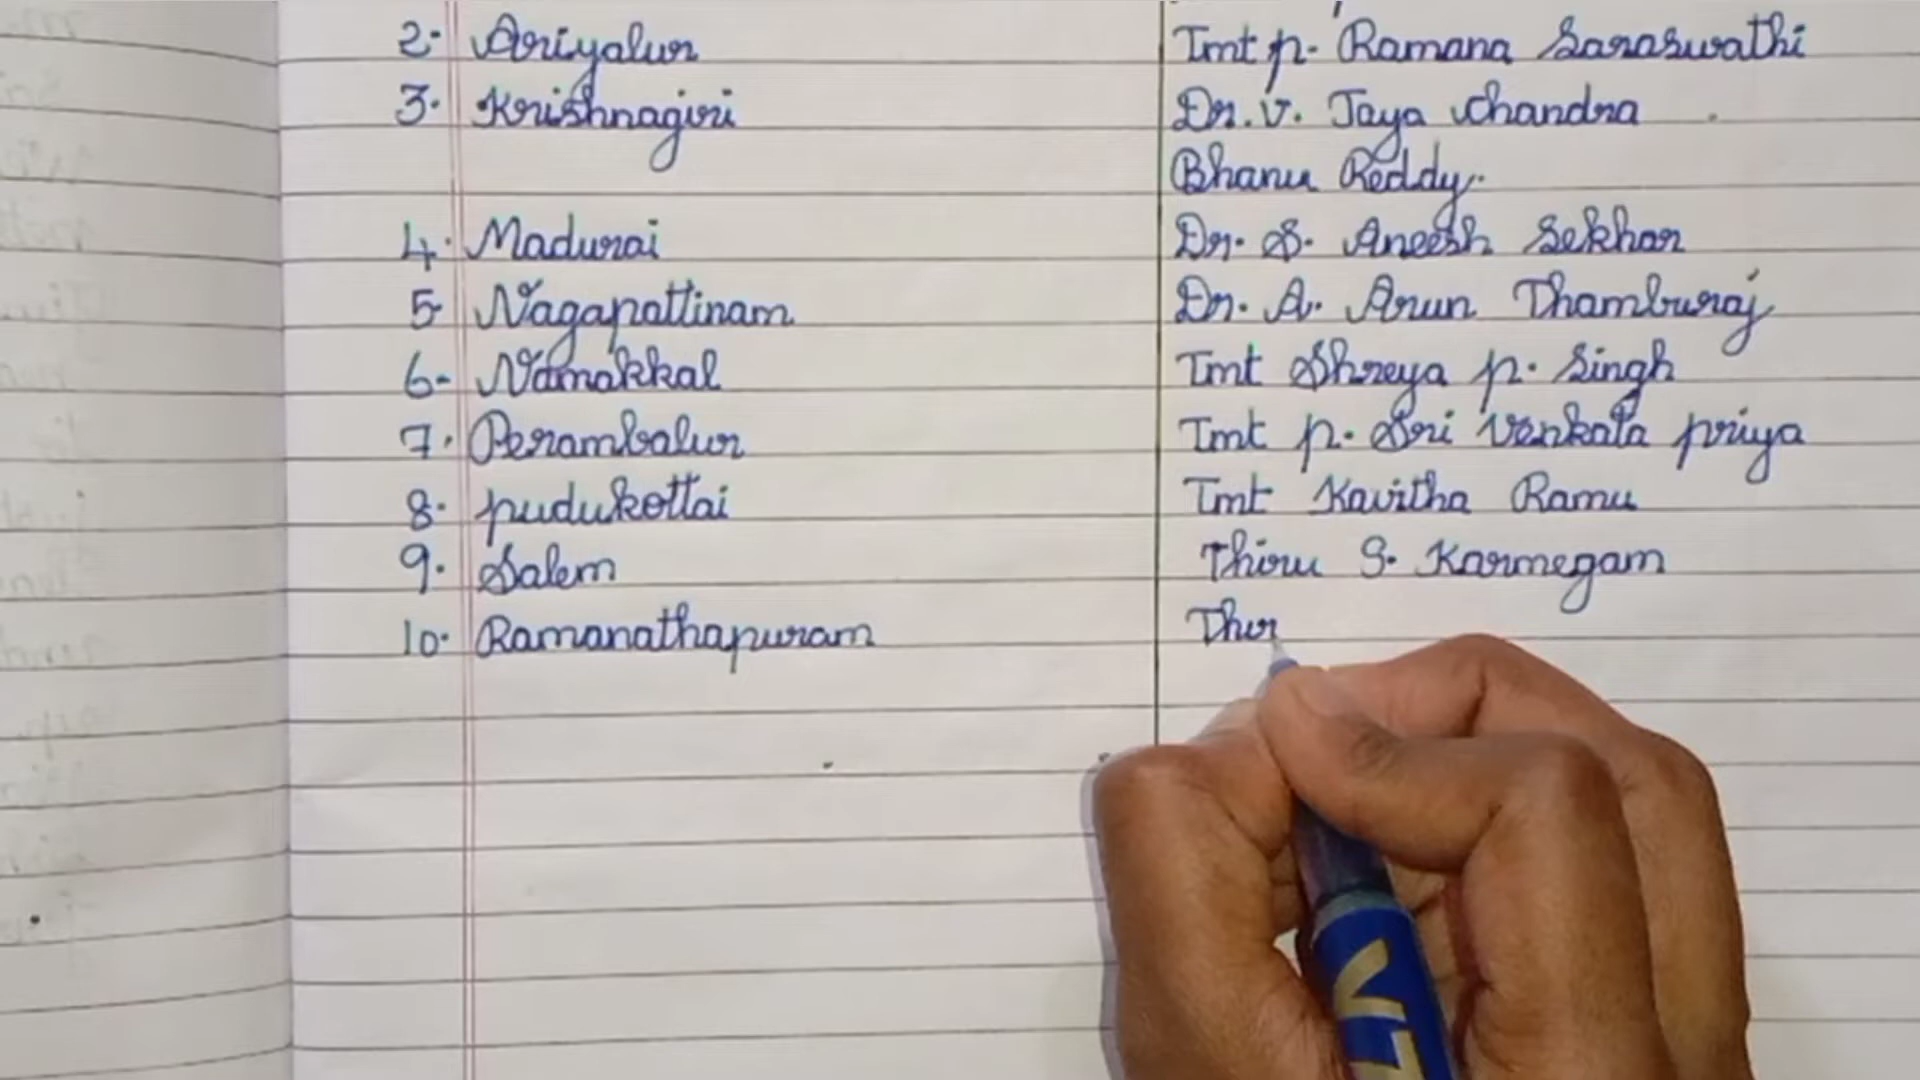 2. Ariyalur Tmt p. Ramana Saraswathi
3. Krishnagiri Dr. V. Jaya Chandra
Bhanu Reddy.
4. Madurai Dr. S. Aneesh Sekhar
5. Nagapattinam Dr. A. Arun Thamburaj
6- Namakkal Tmt Shreya p. Singh
7. Perambalur Tmt p. Sri Venkata priya
8. pudukottai Tmt Kavitha Ramu
9. Salem Thiru S. Karmegam
10. Ramanathapuram Thir